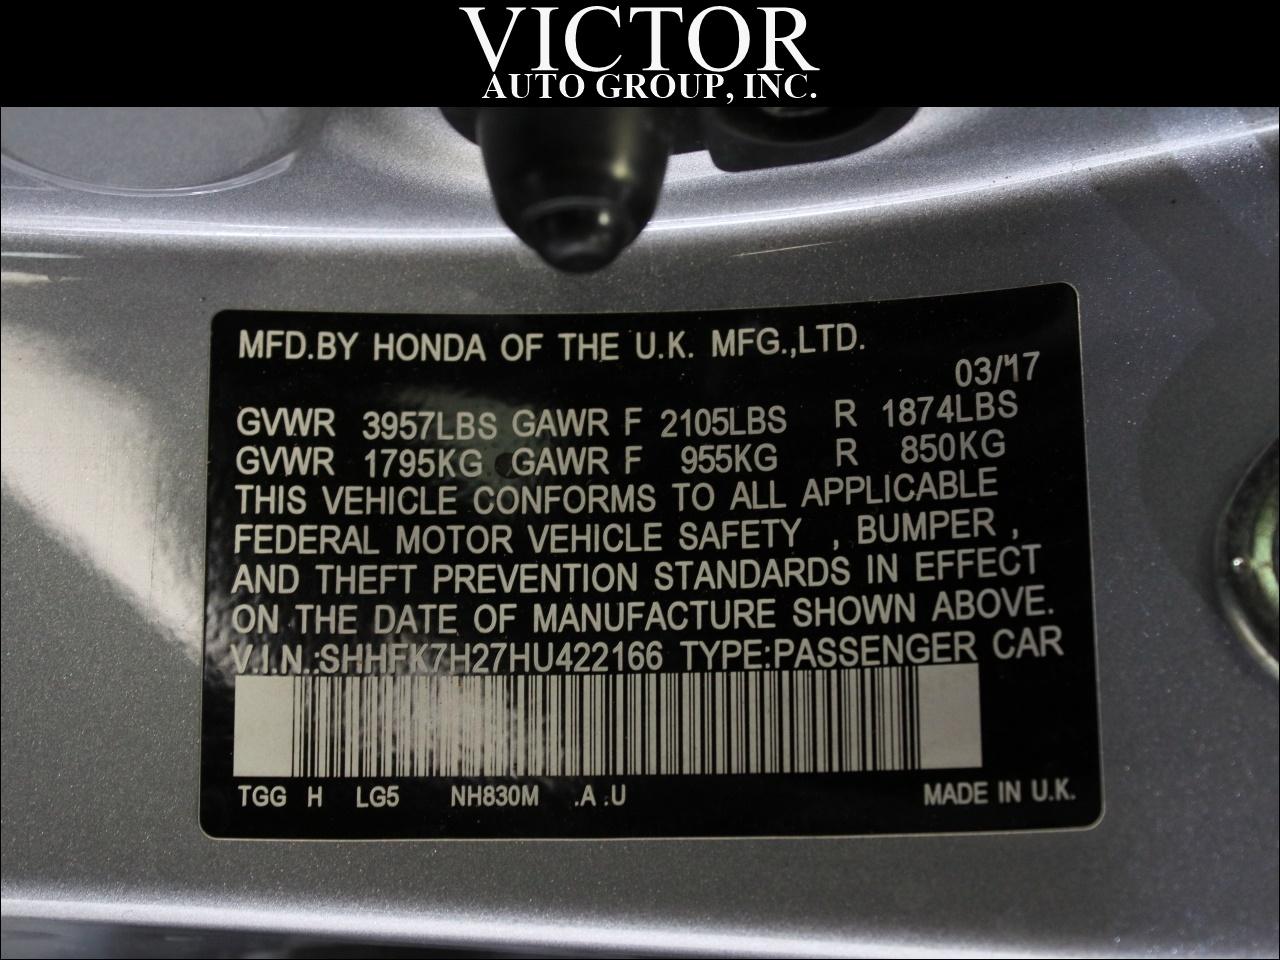 VICTOR
AUTO GROUP, INC.
MFD.BY HONDA OF THE U.K. MFG.,LTD.
03/'17
GVWR 3957LBS GAWR F 2105LBS R 1874LBS
GVWR 1795KG GAWR F 955KG R 850KG
THIS VEHICLE CONFORMS TO ALL APPLICABLE
FEDERAL MOTOR VEHICLE SAFETY , BUMPER ,
AND THEFT PREVENTION STANDARDS IN EFFECT
ON THE DATE OF MANUFACTURE SHOWN ABOVE.
V.I.N.:SHHFK7H27HU422166 TYPE:PASSENGER CAR
TGG H LG5 NH830M .A .U MADE IN U.K.